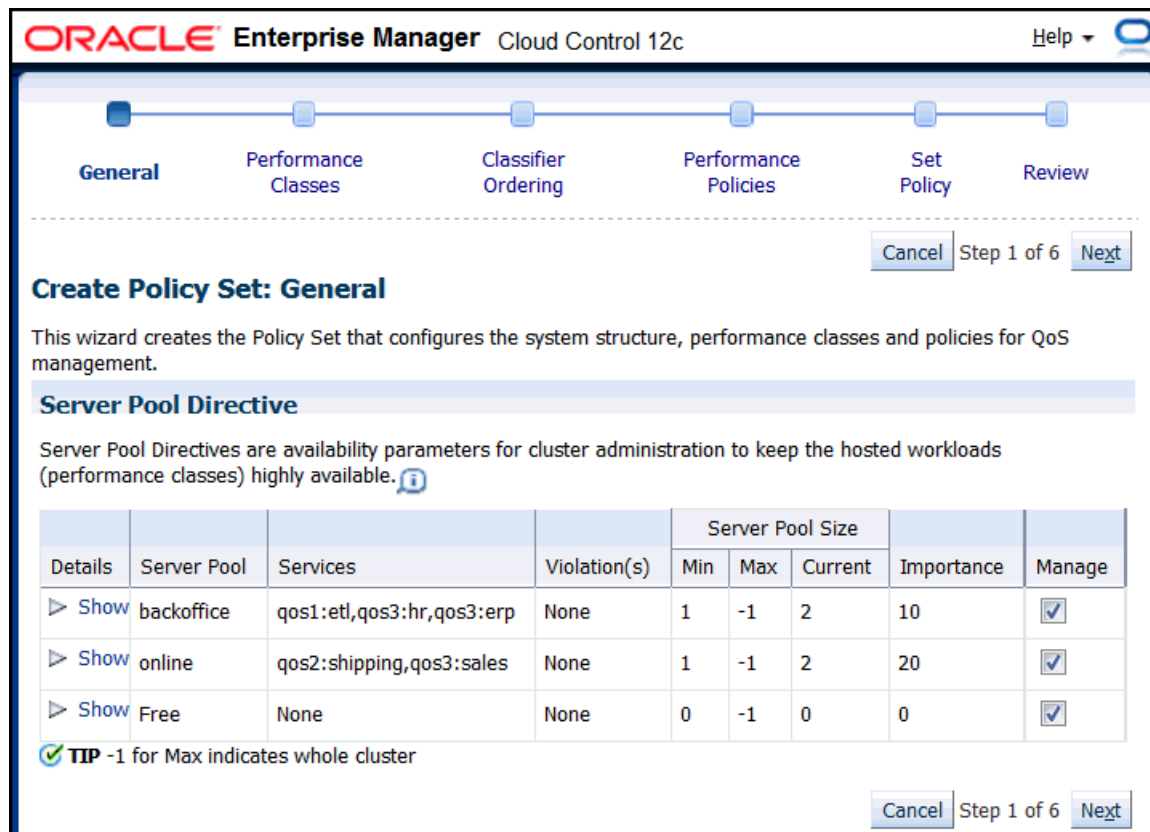 ORACLE Enterprise Manager Cloud Control 12c Help
General Performance Classes Classifier Ordering Performance Policies Set Policy Review
Cancel Step 1 of 6 Next
Create Policy Set: General
This wizard creates the Policy Set that configures the system structure, performance classes and policies for QoS
management.
Server Pool Directive
Server Pool Directives are availability parameters for cluster administration to keep the hosted workloads
(performance classes) highly available.
Server Pool Size
Details Server Pool Services Violation(s) Min Max Current Importance Manage
Show backoffice qos1:etl,qos3:hr,qos3:erp None 1 -1 2 10
Show online qos2:shipping,qos3:sales None 1 -1 2 20
Show Free None None 0 -1 0 0
TIP -1 for Max indicates whole cluster
Cancel Step 1 of 6 Next